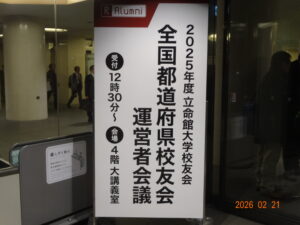 R Alumni
2025年度 立命館大学校友会
全国都道府県校友会
運営者会議
受付 12時30分～
会場 4階 大講義室
2026 02 21